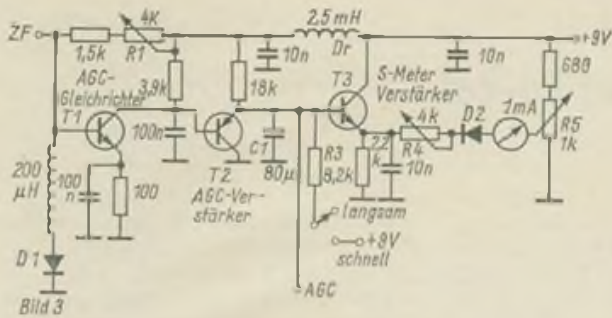 ZF
4k
1,5k
R1
2,5 mH
Dr
+9V
10n
10n
AGC-
Gleichrichter
T1
3,9k
18k
T3
S-Meter
Verstärker
680
D2
1mA
100n
4k
R4
R5
1k
T2
C1
80μ
R3
8,2k
2,2
k
10n
200
μH
100
n
100
AGC-Ver-
stärker
langsam
+9V
schnell
D1
AGC
Bild 3